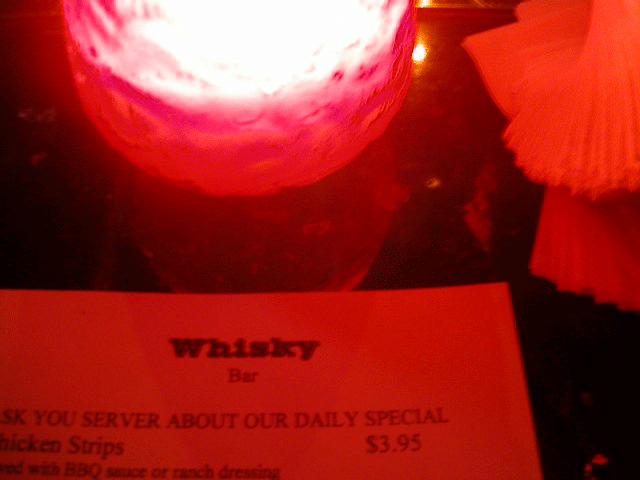 Whisky
Bar
SK YOU SERVER ABOUT OUR DAILY SPECIAL
hicken Strips $3.95
ved with BBQ sauce or ranch dressing